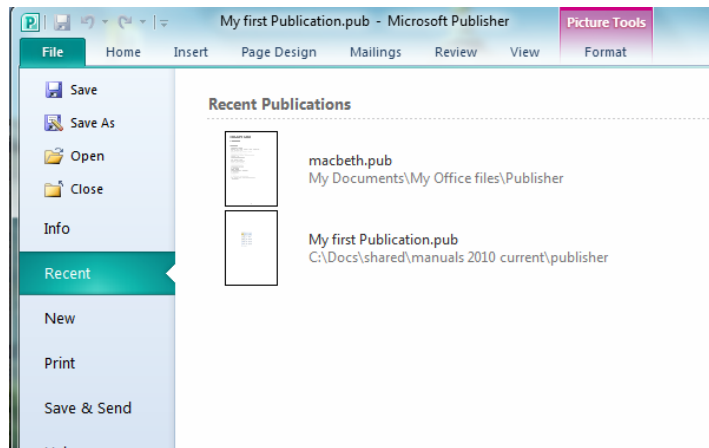 My first Publication.pub - Microsoft Publisher
Picture Tools
File Home Insert Page Design Mailings Review View Format
Save
Save As
Open
Close
Info
Recent
New
Print
Save & Send
Recent Publications
macbeth.pub
My Documents\My Office files\Publisher
My first Publication.pub
C:\Docs\shared\manuals 2010 current\publisher